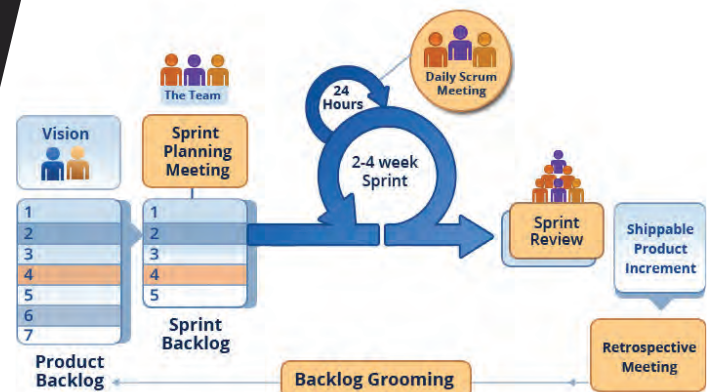 Vision
1
2
3
4
5
6
7
Product
Backlog
The Team
Sprint
Planning
Meeting
1
2
3
4
5
Sprint
Backlog
24
Hours
2-4 week
Sprint
Daily Scrum
Meeting
Sprint
Review
Shippable
Product
Increment
Retrospective
Meeting
Backlog Grooming